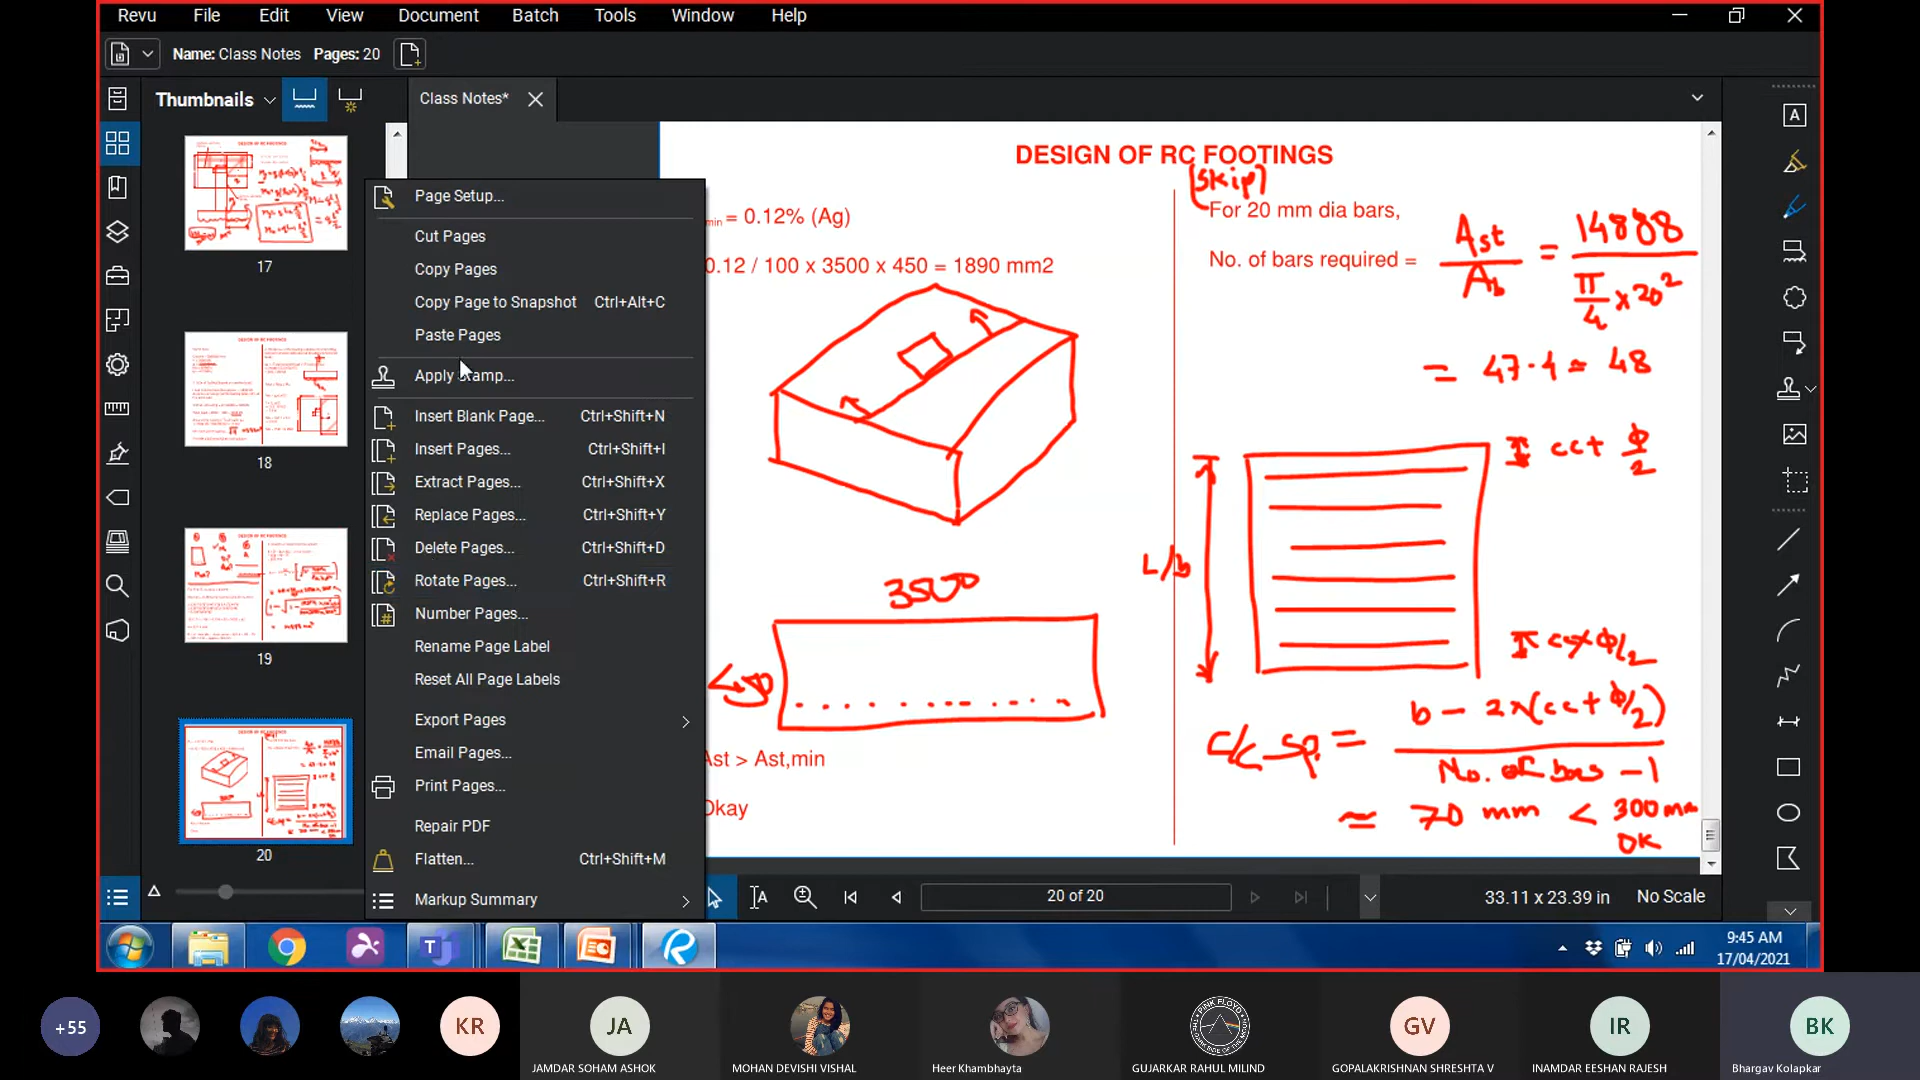 Revu File Edit View Document Batch Tools Window Help
Name: Class Notes Pages: 20
Thumbnails
Class Notes*
17
18
19
20
Page Setup...
Cut Pages
Copy Pages
Copy Page to Snapshot Ctrl+Alt+C
Paste Pages
Apply Stamp...
Insert Blank Page... Ctrl+Shift+N
Insert Pages... Ctrl+Shift+I
Extract Pages... Ctrl+Shift+X
Replace Pages... Ctrl+Shift+Y
Delete Pages... Ctrl+Shift+D
Rotate Pages... Ctrl+Shift+R
Number Pages...
Rename Page Label
Reset All Page Labels
Export Pages
Email Pages...
Print Pages...
Repair PDF
Flatten... Ctrl+Shift+M
Markup Summary
DESIGN OF RC FOOTINGS
min = 0.12% (Ag)
0.12 / 100 x 3500 x 450 = 1890 mm2
3500
450
Ast > Ast,min
Okay
(Skip)
For 20 mm dia bars,
No. of bars required = Ast / Ab = 14888 / π/4 x 20²
= 47.4 ≈ 48
cc + φ/2
L/b
cc + φ/2
c/c sp. = b - 2x(cc + φ/2) / No. of bars - 1
≈ 70 mm < 300 mm
OK
20 of 20
33.11 x 23.39 in No Scale
9:45 AM
17/04/2021
+55
KR
JA
GV
IR
BK
PINK FLOYD
JAMDAR SOHAM ASHOK
MOHAN DEVISHI VISHAL
Heer Khambhayta
GUJARKAR RAHUL MILIND
GOPALAKRISHNAN SHRESHTA V
INAMDAR EESHAN RAJESH
Bhargav Kolapkar